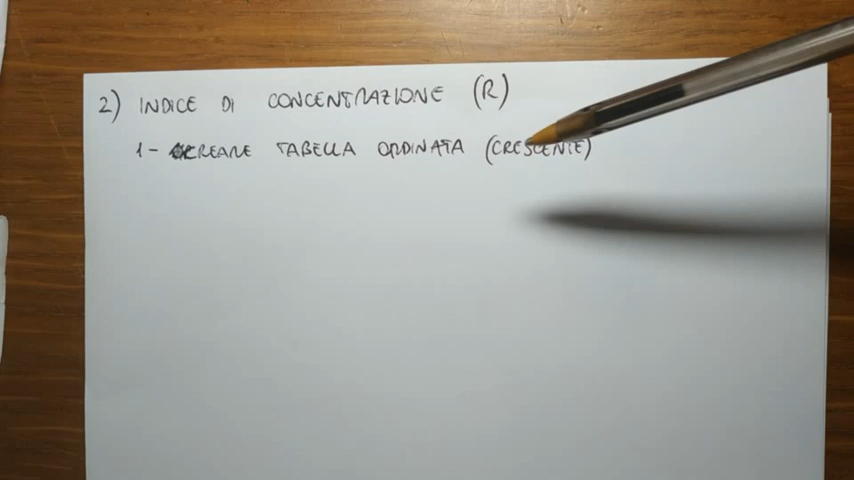 2) INDICE DI CONCENTRAZIONE (R)
1- CREARE TABELLA ORDINATA (CRESCENTE)